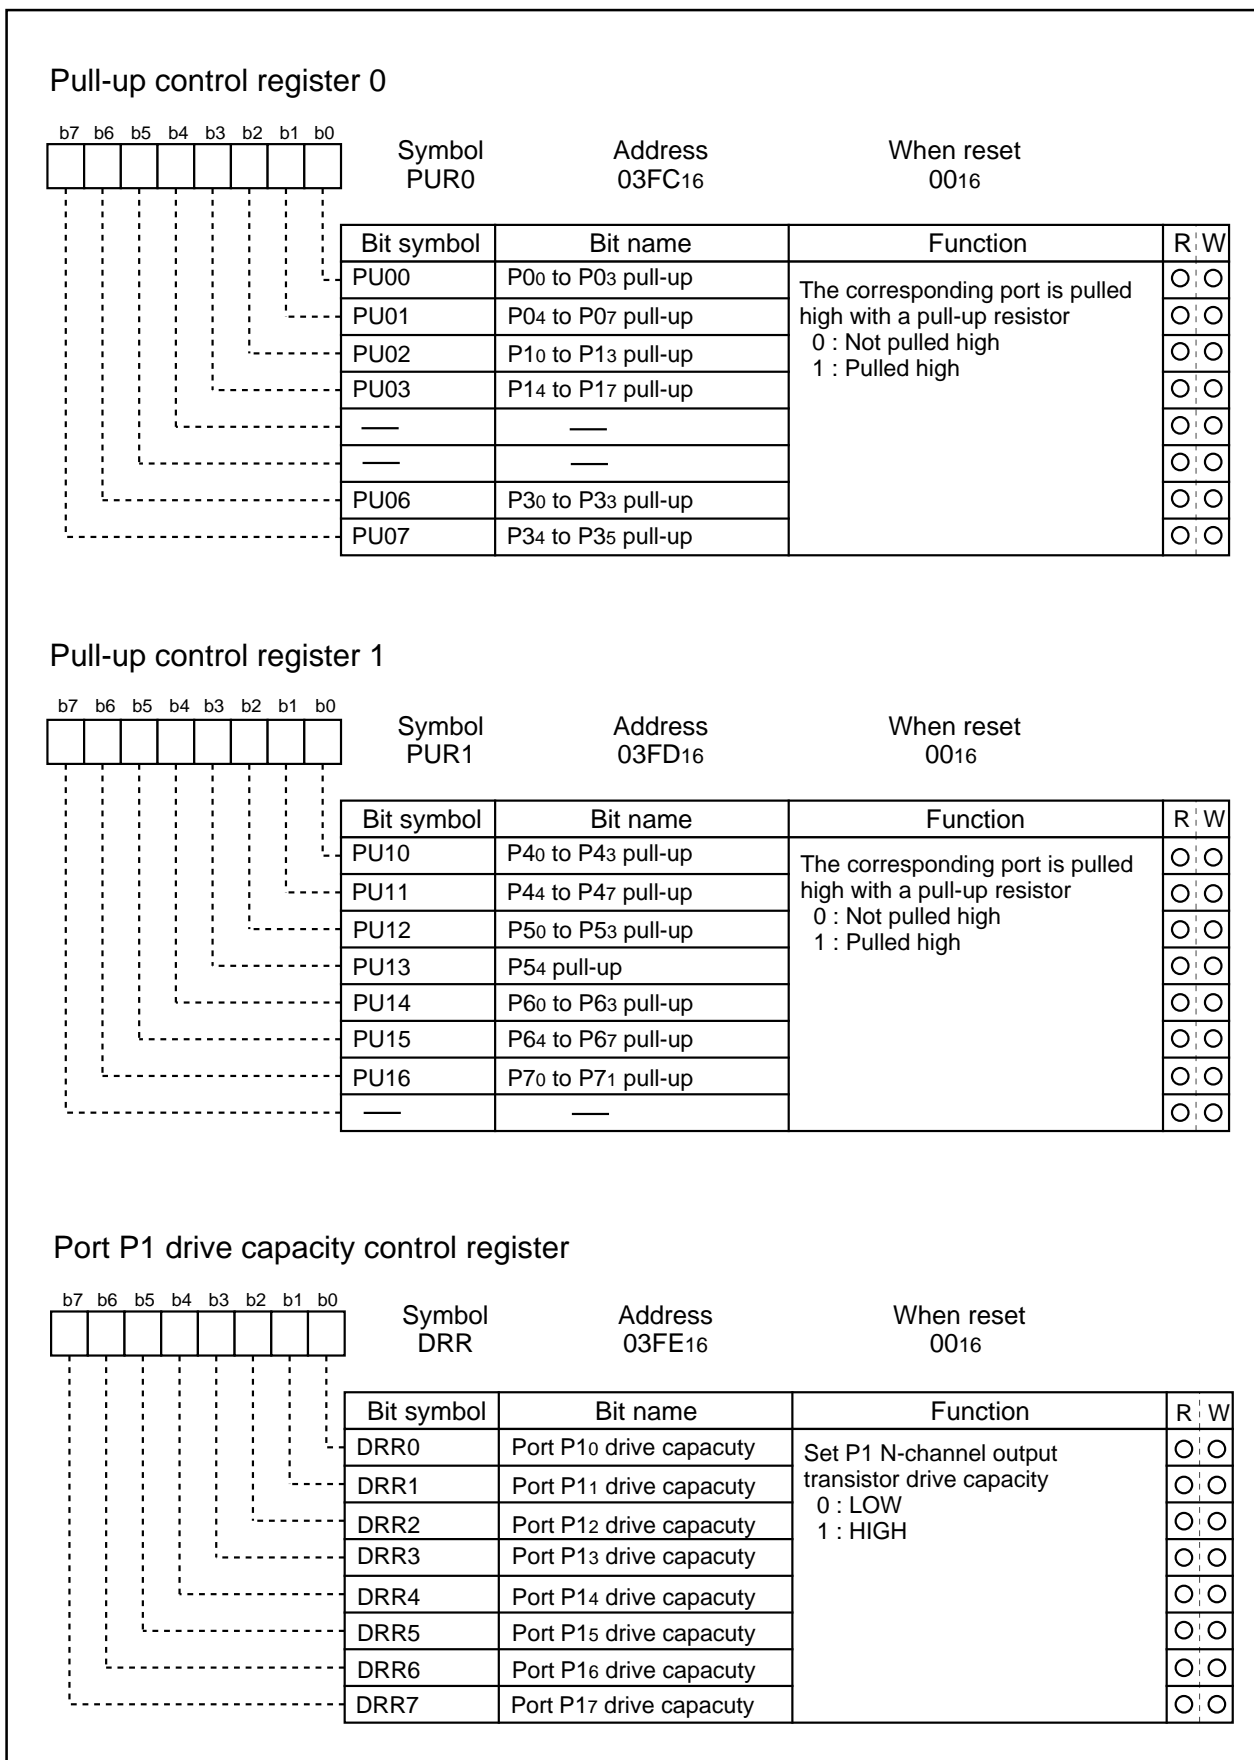 Pull-up control register 0
b7 b6 b5 b4 b3 b2 b1 b0
Symbol Address When reset
PUR0 03FC16 0016
Bit symbol Bit name Function R W
PU00 P00 to P03 pull-up
The corresponding port is pulled
PU01 P04 to P07 pull-up high with a pull-up resistor
0 : Not pulled high
PU02 P10 to P13 pull-up
1 : Pulled high
PU03 P14 to P17 pull-up
— —
— —
PU06 P30 to P33 pull-up
PU07 P34 to P35 pull-up
Pull-up control register 1
b7 b6 b5 b4 b3 b2 b1 b0
Symbol Address When reset
PUR1 03FD16 0016
Bit symbol Bit name Function R W
PU10 P40 to P43 pull-up
The corresponding port is pulled
PU11 P44 to P47 pull-up high with a pull-up resistor
0 : Not pulled high
PU12 P50 to P53 pull-up
1 : Pulled high
PU13 P54 pull-up
PU14 P60 to P63 pull-up
PU15 P64 to P67 pull-up
PU16 P70 to P71 pull-up
— —
Port P1 drive capacity control register
b7 b6 b5 b4 b3 b2 b1 b0
Symbol Address When reset
DRR 03FE16 0016
Bit symbol Bit name Function R W
DRR0 Port P10 drive capacuty Set P1 N-channel output
DRR1 Port P11 drive capacuty transistor drive capacity
0 : LOW
DRR2 Port P12 drive capacuty 1 : HIGH
DRR3 Port P13 drive capacuty
DRR4 Port P14 drive capacuty
DRR5 Port P15 drive capacuty
DRR6 Port P16 drive capacuty
DRR7 Port P17 drive capacuty